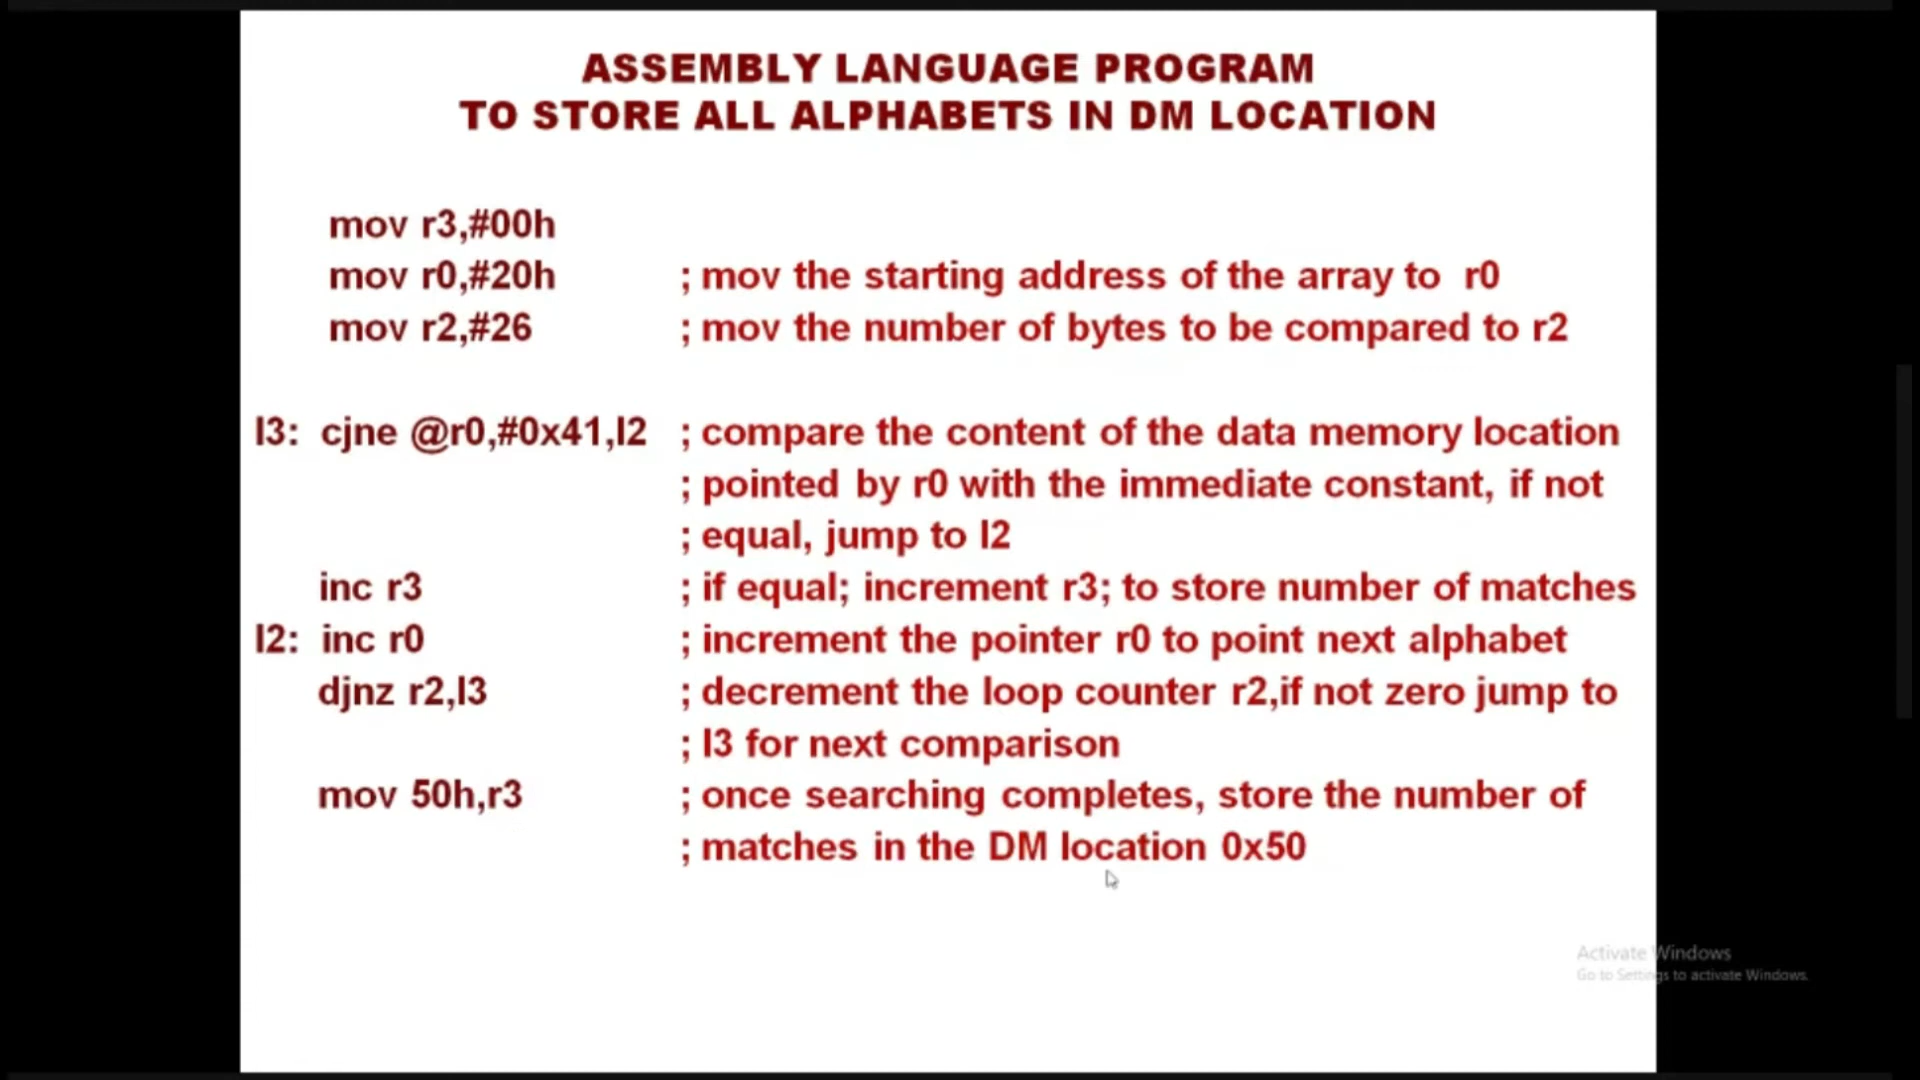 ASSEMBLY LANGUAGE PROGRAM
TO STORE ALL ALPHABETS IN DM LOCATION
mov r3,#00h
mov r0,#20h ; mov the starting address of the array to r0
mov r2,#26 ; mov the number of bytes to be compared to r2
l3: cjne @r0,#0x41,l2 ; compare the content of the data memory location
; pointed by r0 with the immediate constant, if not
; equal, jump to l2
inc r3 ; if equal; increment r3; to store number of matches
l2: inc r0 ; increment the pointer r0 to point next alphabet
djnz r2,l3 ; decrement the loop counter r2,if not zero jump to
; l3 for next comparison
mov 50h,r3 ; once searching completes, store the number of
; matches in the DM location 0x50
Activate Windows
Go to Settings to activate Windows.